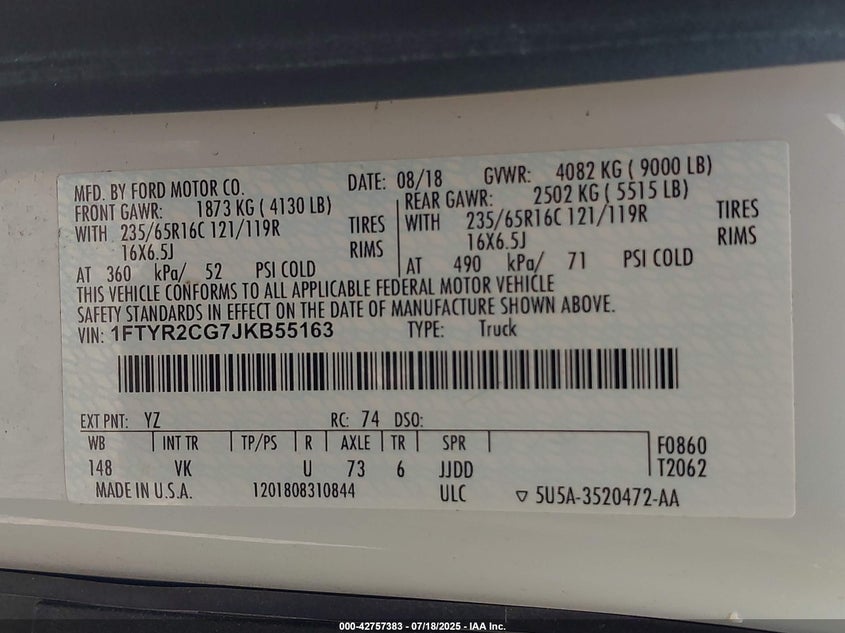 MFD. BY FORD MOTOR CO. DATE: 08/18 GVWR: 4082 KG ( 9000 LB)
FRONT GAWR: 1873 KG ( 4130 LB) REAR GAWR: 2502 KG ( 5515 LB)
WITH 235/65R16C 121/119R TIRES WITH 235/65R16C 121/119R TIRES
16X6.5J RIMS 16X6.5J RIMS
AT 360 kPa/ 52 PSI COLD AT 490 kPa/ 71 PSI COLD
THIS VEHICLE CONFORMS TO ALL APPLICABLE FEDERAL MOTOR VEHICLE
SAFETY STANDARDS IN EFFECT ON THE DATE OF MANUFACTURE SHOWN ABOVE.
VIN: 1FTYR2CG7JKB55163 TYPE: Truck
EXT PNT: YZ RC: 74 DSO:
WB INT TR TP/PS R AXLE TR SPR F0860
148 VK U 73 6 JJDD T2062
MADE IN U.S.A. 1201808310844 ULC ▽ 5U5A-3520472-AA
000-42757383 - 07/18/2025 - IAA Inc.